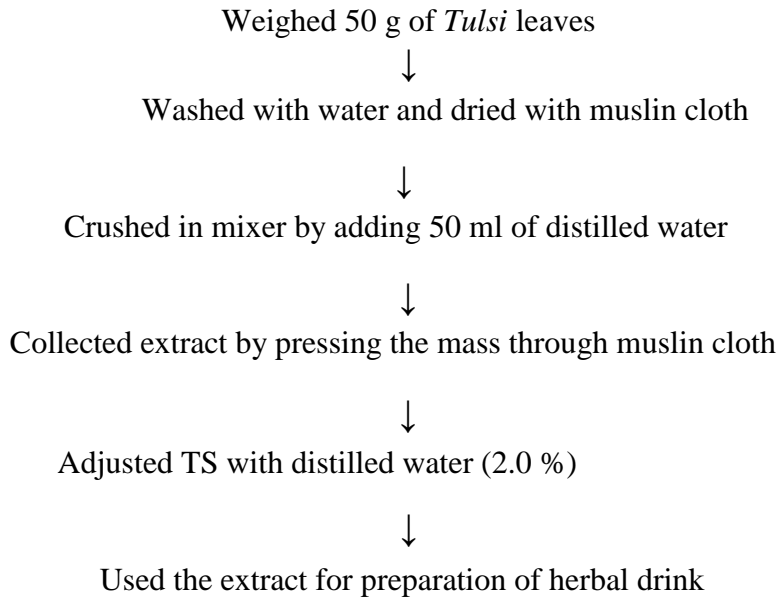 Weighed 50 g of Tulsi leaves
↓
Washed with water and dried with muslin cloth
↓
Crushed in mixer by adding 50 ml of distilled water
↓
Collected extract by pressing the mass through muslin cloth
↓
Adjusted TS with distilled water (2.0 %)
↓
Used the extract for preparation of herbal drink